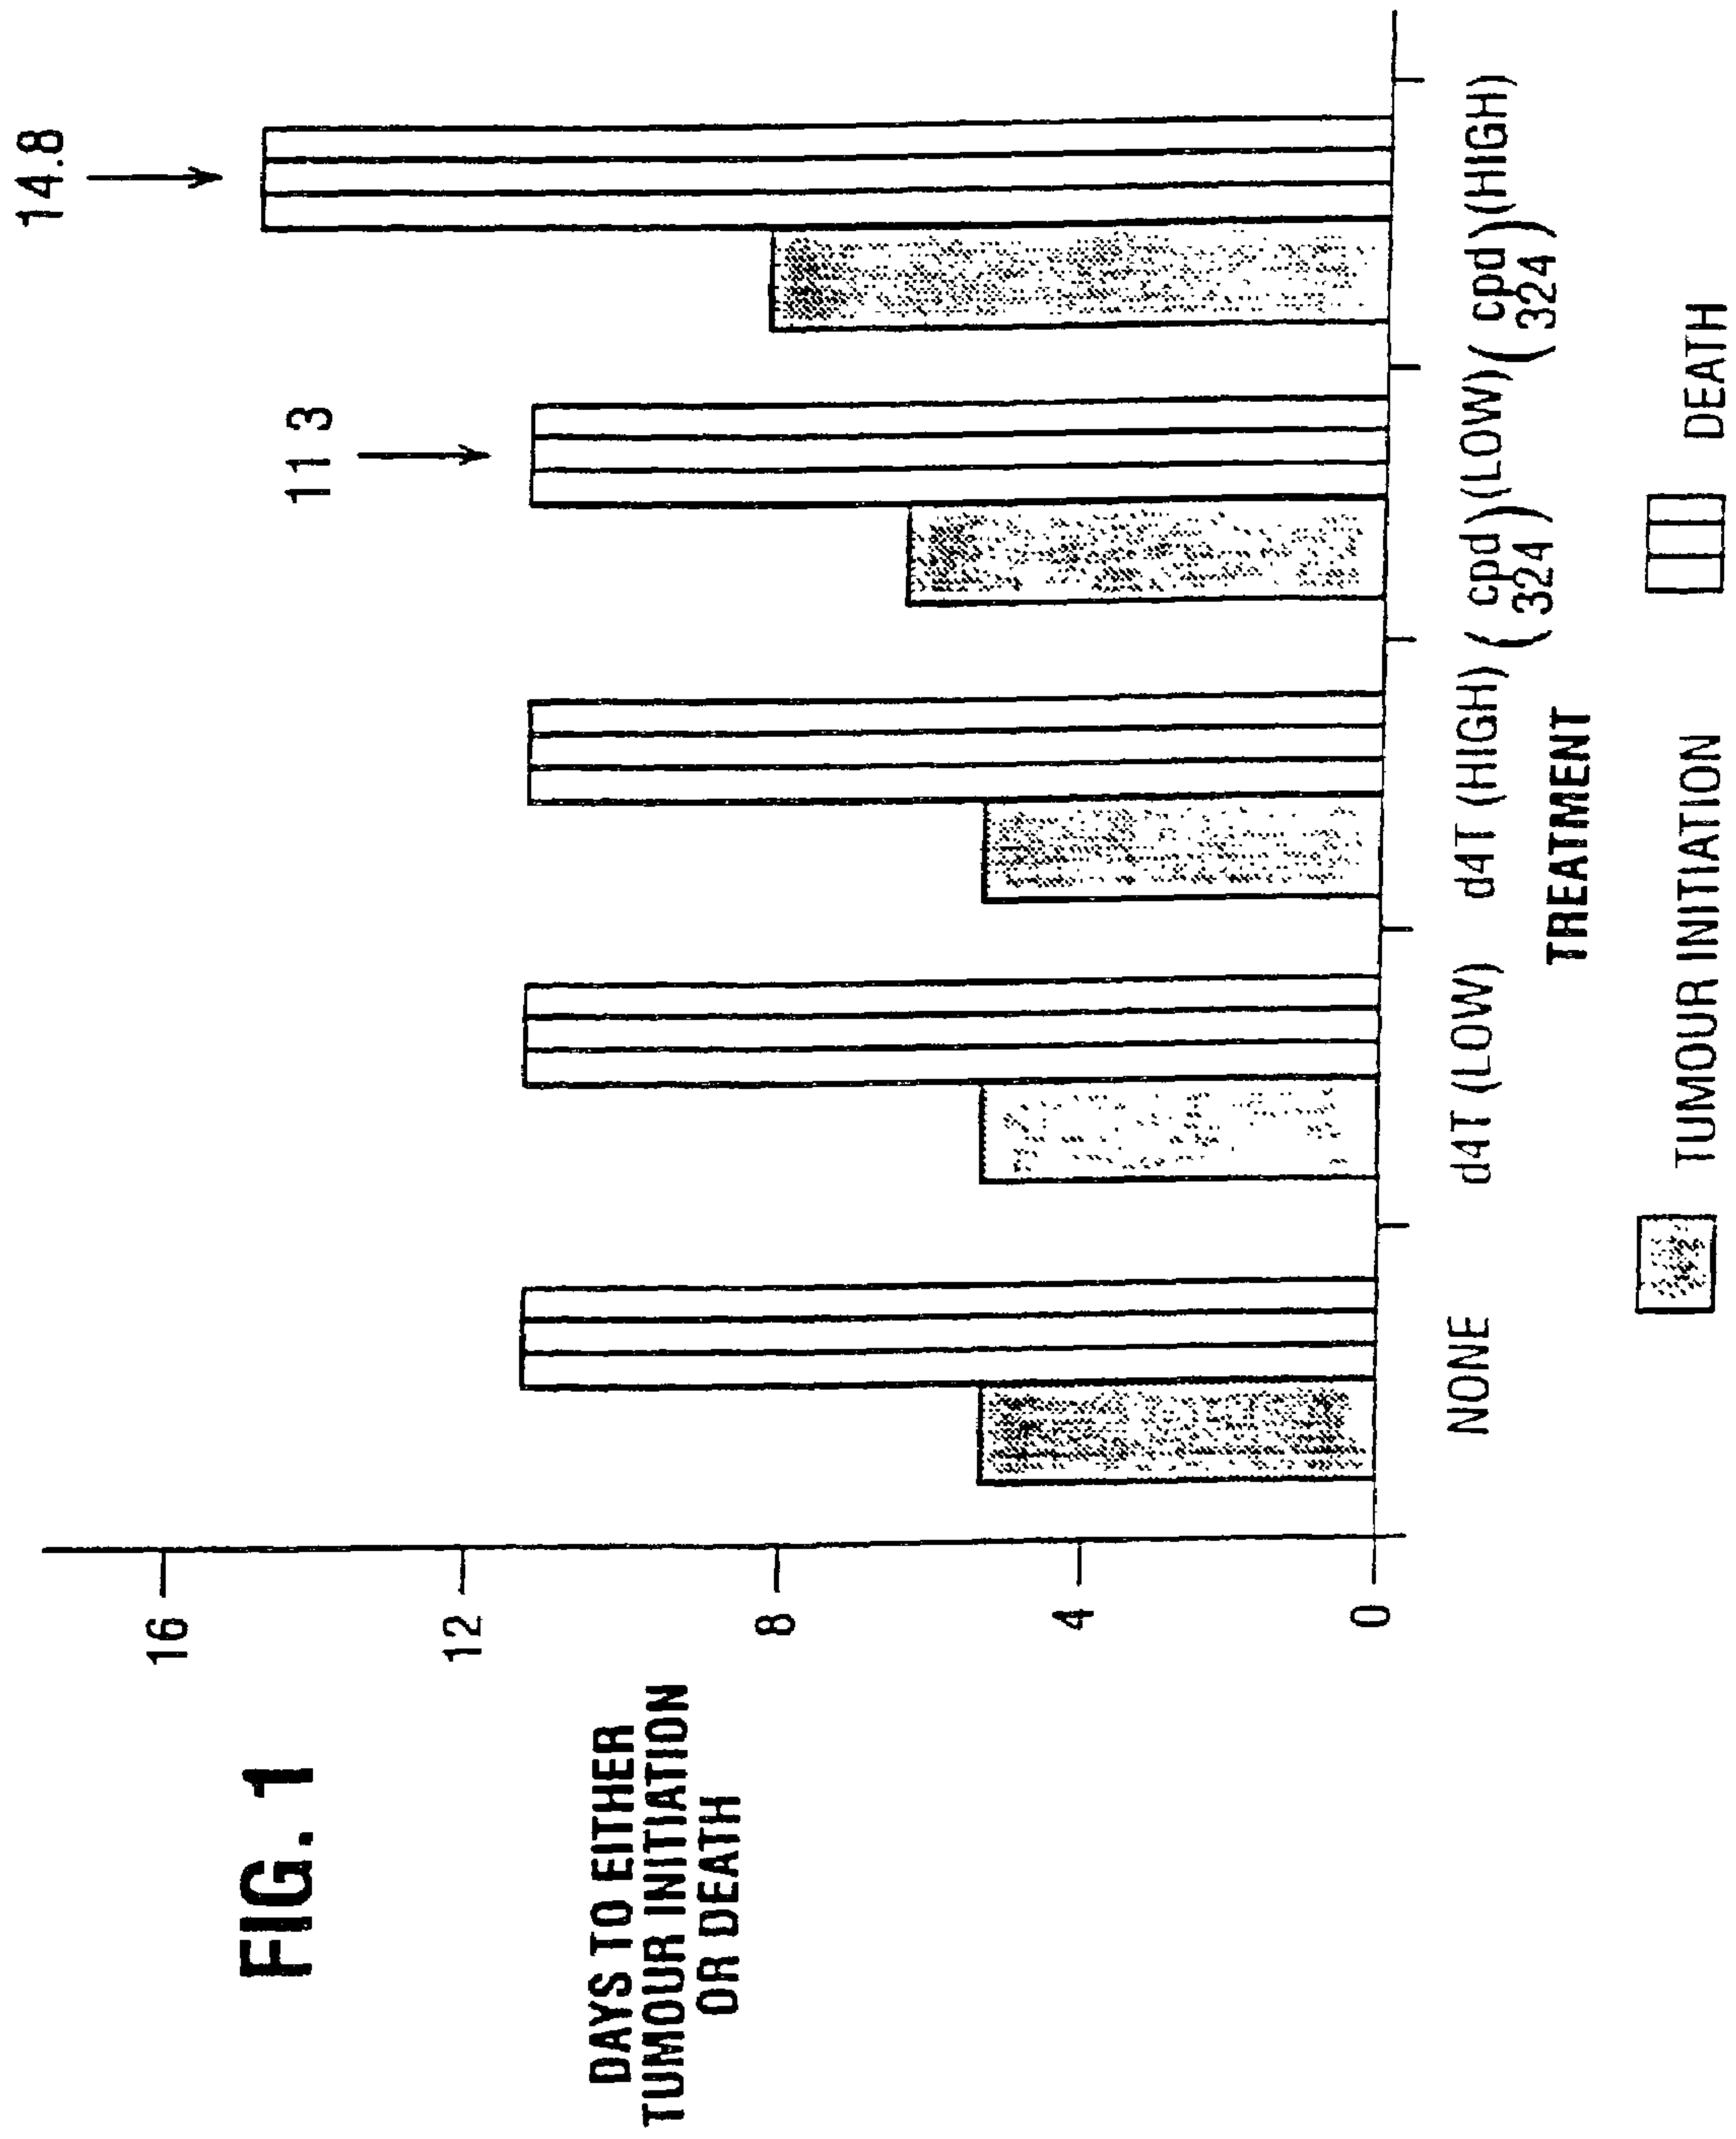 FIG. 1
14.8
11 3
DAYS TO EITHER
TUMOUR INITIATION
OR DEATH
16
12
8
4
0
NONE
d4T (LOW)
d4T (HIGH)
( cpd ) (LOW)
( 324 )
( cpd ) (HIGH)
( 324 )
TREATMENT
TUMOUR INITIATION
DEATH